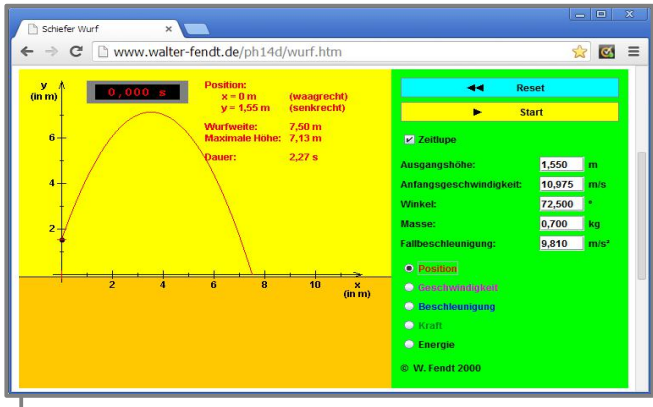 Schiefer Wurf
www.walter-fendt.de/ph14d/wurf.htm
y
(in m)
0,000 s
Position:
x = 0 m (waagrecht)
y = 1,55 m (senkrecht)
Wurfweite: 7,50 m
Maximale Höhe: 7,13 m
Dauer: 2,27 s
6
4
2
2 4 6 8 10 x
(in m)
Reset
Start
Zeitlupe
Ausgangshöhe: 1,550 m
Anfangsgeschwindigkeit: 10,975 m/s
Winkel: 72,500 °
Masse: 0,700 kg
Fallbeschleunigung: 9,810 m/s²
Position
Geschwindigkeit
Beschleunigung
Kraft
Energie
© W. Fendt 2000